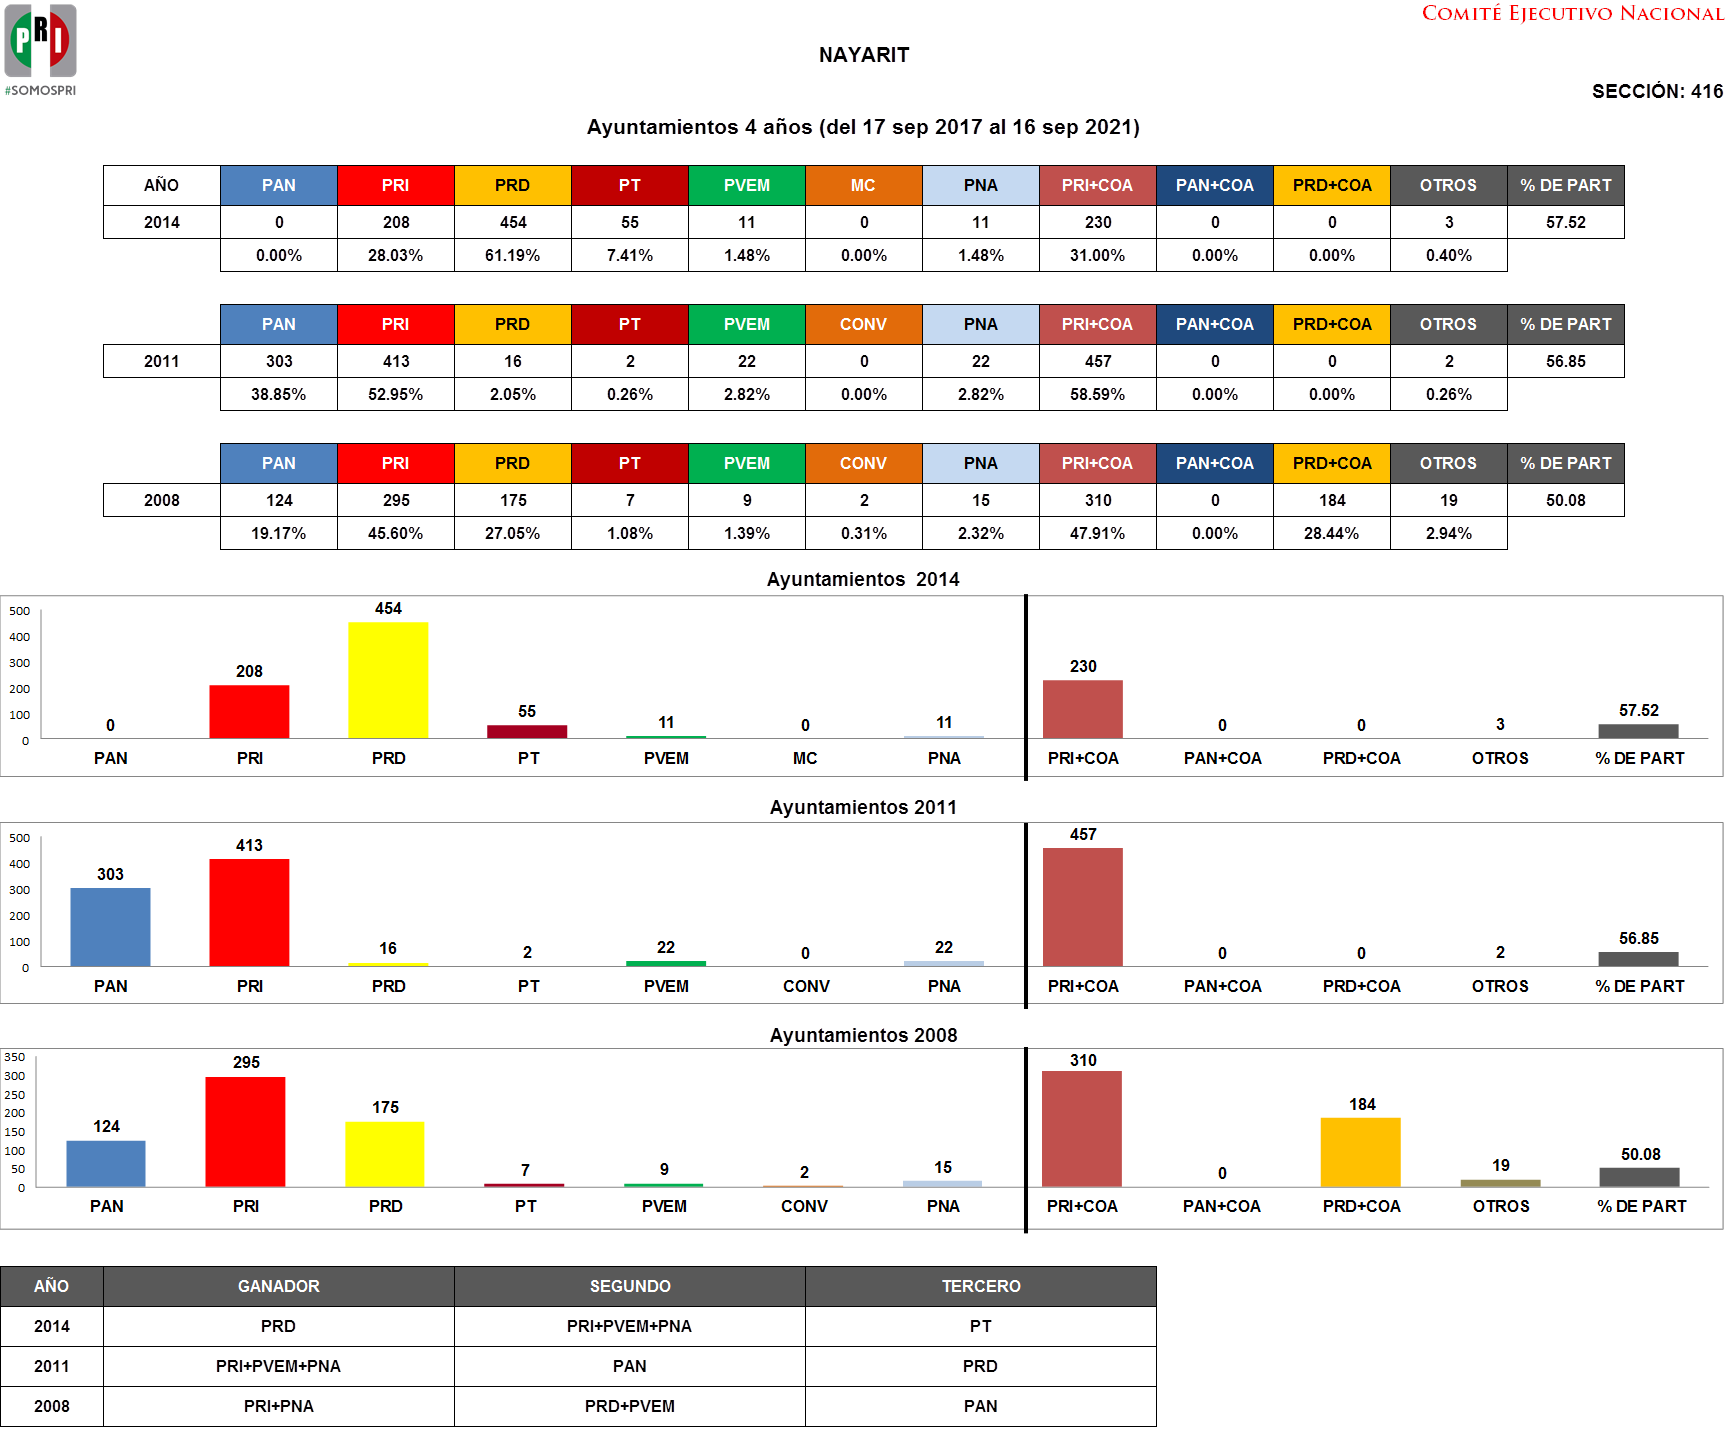 COMITÉ EJECUTIVO NACIONAL
PRI
#SOMOSPRI
NAYARIT
SECCIÓN: 416
Ayuntamientos 4 años (del 17 sep 2017 al 16 sep 2021)
AÑO PAN PRI PRD PT PVEM MC PNA PRI+COA PAN+COA PRD+COA OTROS % DE PART
2014 0 208 454 55 11 0 11 230 0 0 3 57.52
0.00% 28.03% 61.19% 7.41% 1.48% 0.00% 1.48% 31.00% 0.00% 0.00% 0.40%
PAN PRI PRD PT PVEM CONV PNA PRI+COA PAN+COA PRD+COA OTROS % DE PART
2011 303 413 16 2 22 0 22 457 0 0 2 56.85
38.85% 52.95% 2.05% 0.26% 2.82% 0.00% 2.82% 58.59% 0.00% 0.00% 0.26%
PAN PRI PRD PT PVEM CONV PNA PRI+COA PAN+COA PRD+COA OTROS % DE PART
2008 124 295 175 7 9 2 15 310 0 184 19 50.08
19.17% 45.60% 27.05% 1.08% 1.39% 0.31% 2.32% 47.91% 0.00% 28.44% 2.94%
Ayuntamientos 2014
500
400
300
200
100
0
0 208 454 55 11 0 11 230 0 0 3 57.52
PAN PRI PRD PT PVEM MC PNA PRI+COA PAN+COA PRD+COA OTROS % DE PART
Ayuntamientos 2011
500
400
300
200
100
0
303 413 16 2 22 0 22 457 0 0 2 56.85
PAN PRI PRD PT PVEM CONV PNA PRI+COA PAN+COA PRD+COA OTROS % DE PART
Ayuntamientos 2008
350
300
250
200
150
100
50
0
124 295 175 7 9 2 15 310 0 184 19 50.08
PAN PRI PRD PT PVEM CONV PNA PRI+COA PAN+COA PRD+COA OTROS % DE PART
AÑO GANADOR SEGUNDO TERCERO
2014 PRD PRI+PVEM+PNA PT
2011 PRI+PVEM+PNA PAN PRD
2008 PRI+PNA PRD+PVEM PAN